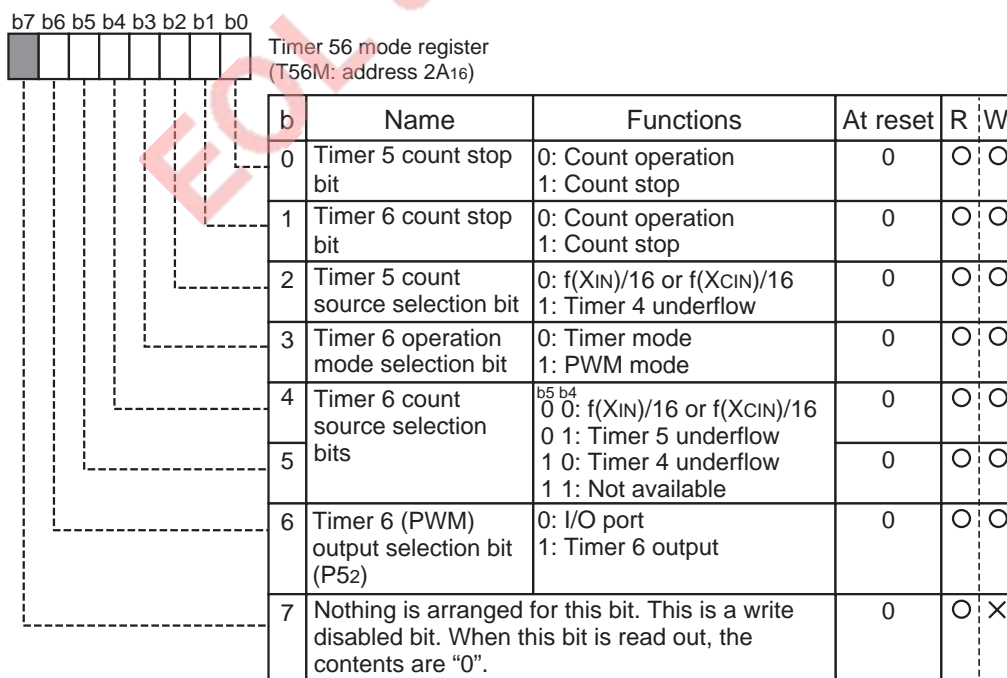 b7 b6 b5 b4 b3 b2 b1 b0
Timer 56 mode register
(T56M: address 2A16)
b Name Functions At reset R W
0 Timer 5 count stop bit 0: Count operation 0 O O
1: Count stop
1 Timer 6 count stop bit 0: Count operation 0 O O
1: Count stop
2 Timer 5 count source selection bit 0: f(XIN)/16 or f(XCIN)/16 0 O O
1: Timer 4 underflow
3 Timer 6 operation mode selection bit 0: Timer mode 0 O O
1: PWM mode
4 Timer 6 count source selection bits b5 b4
0 0: f(XIN)/16 or f(XCIN)/16 0 O O
0 1: Timer 5 underflow
5 1 0: Timer 4 underflow 0 O O
1 1: Not available
6 Timer 6 (PWM) output selection bit (P52) 0: I/O port 0 O O
1: Timer 6 output
7 Nothing is arranged for this bit. This is a write 0 O ×
disabled bit. When this bit is read out, the
contents are “0”.
EOL